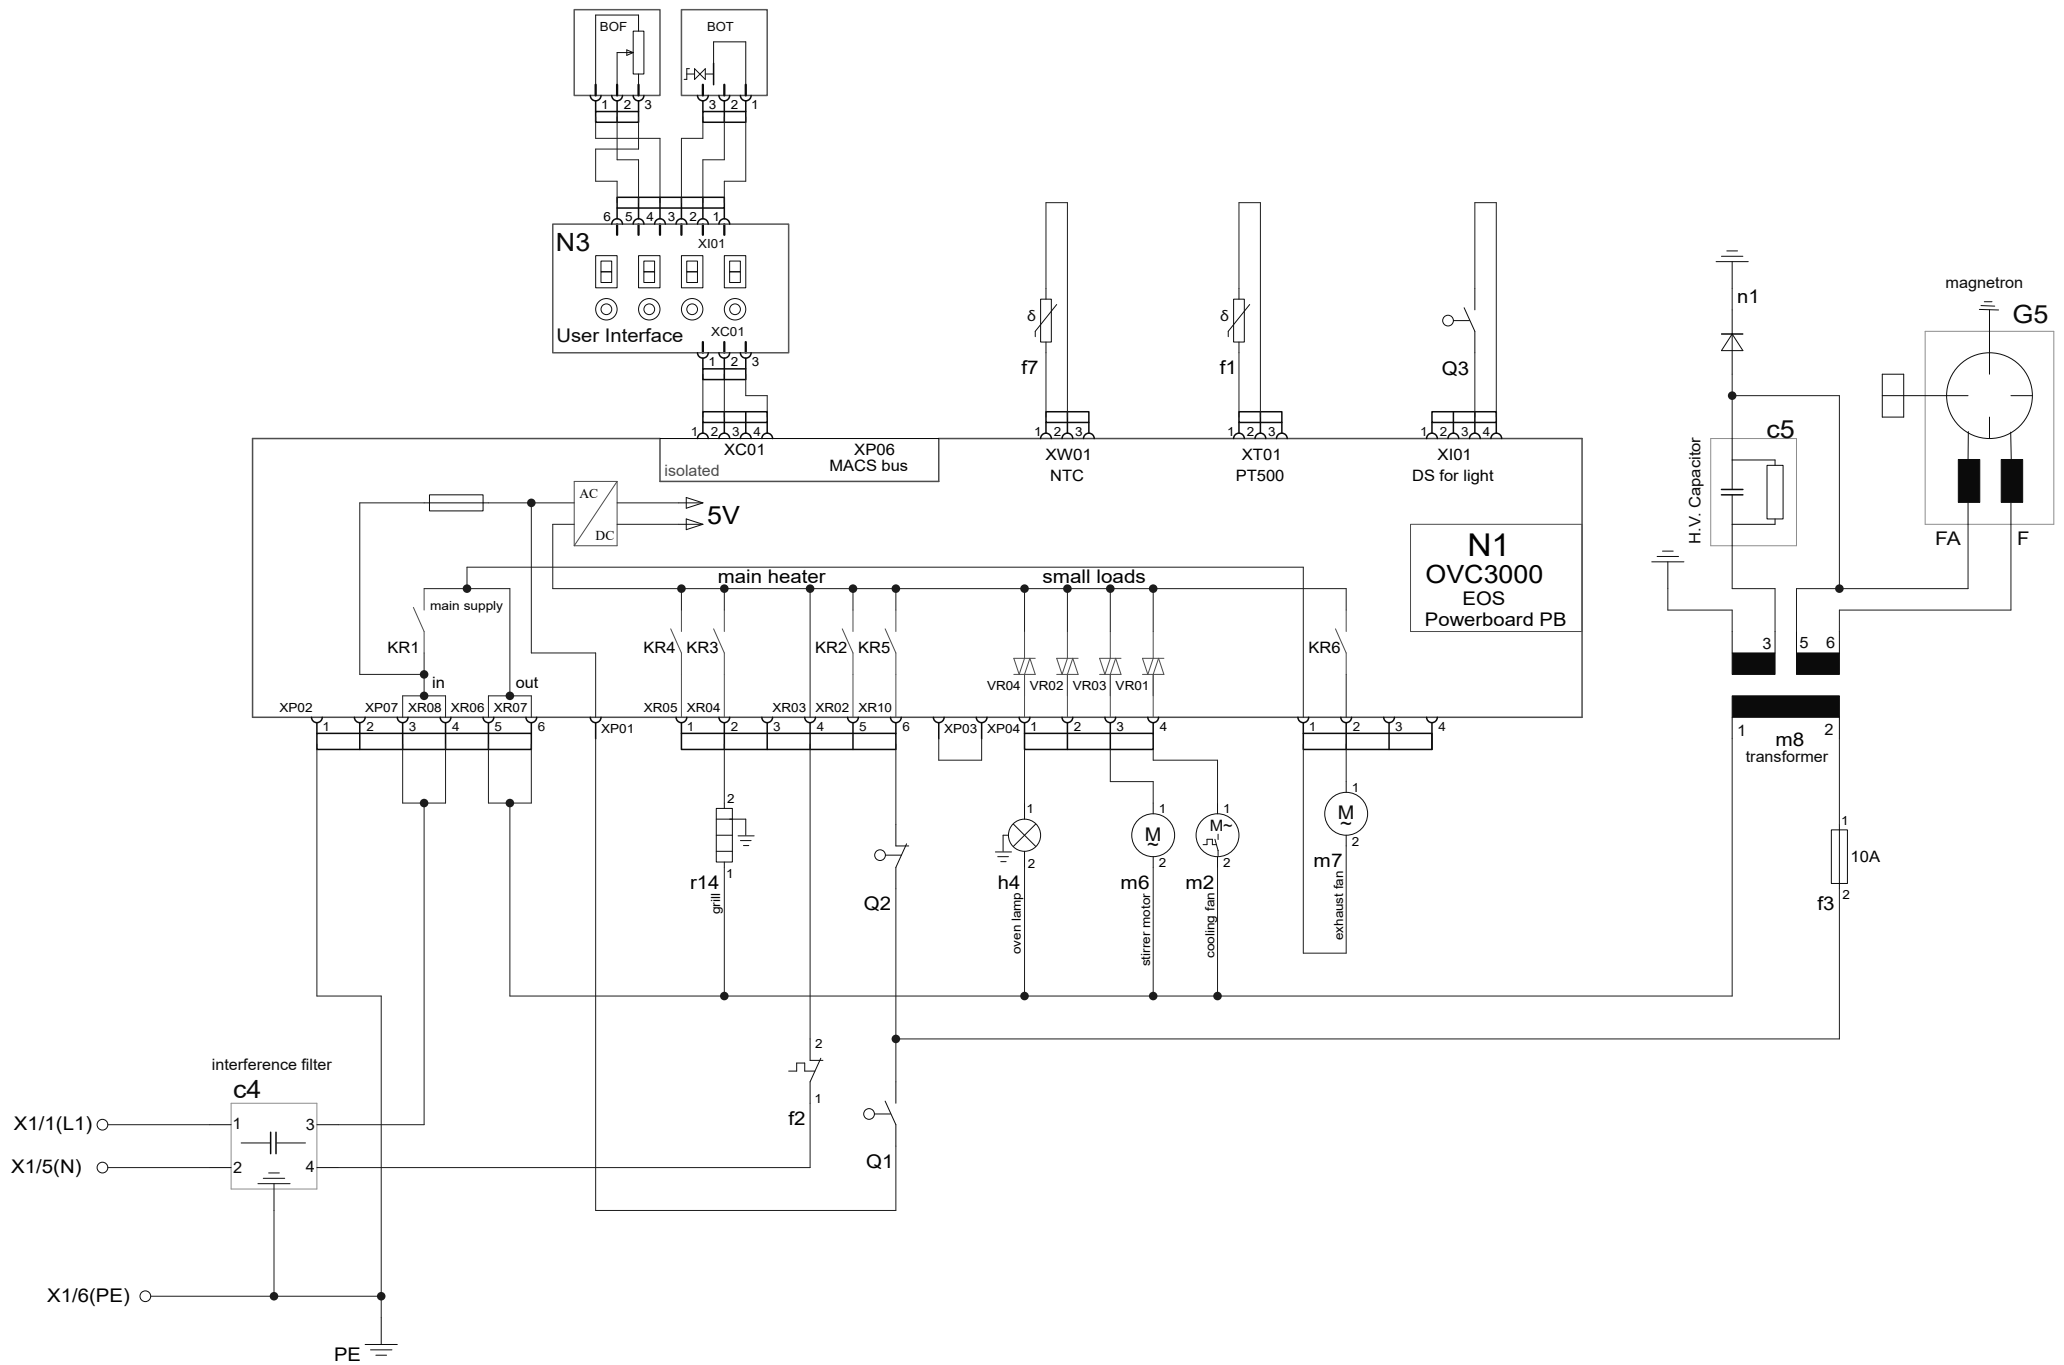 BOF
BOT
1 2 3
3 2 1
6 5 4 3 2 1
N3
XI01
User Interface
XC01
1 2 3
δ
f7
δ
f1
Q3
n1
magnetron
G5
1 2 3 4
1 2 3
1 2 3
1 2 3 4
XC01
XP06
MACS bus
isolated
XW01
NTC
XT01
PT500
XI01
DS for light
H.V. Capacitor
c5
FA
F
AC
DC
5V
N1
OVC3000
EOS
Powerboard PB
main heater
small loads
main supply
KR1
KR4
KR3
KR2
KR5
KR6
VR04
VR02
VR03
VR01
in
out
3
5
6
XP02
XP07
XR08
XR06
XR07
XR05
XR04
XR03
XR02
XR10
1 2 3 4 5 6
XP01
1 2 3 4 5 6
XP03
XP04
1 2 3 4
1 2 3 4
1
2
m8
transformer
2
1
r14
grill
Q2
1
2
h4
oven lamp
1
M
~
2
m6
stirrer motor
1
M~
2
m2
cooling fan
1
M
~
2
m7
exhaust fan
1
10A
2
f3
2
1
f2
Q1
interference filter
c4
X1/1(L1)
1
3
X1/5(N)
2
4
X1/6(PE)
PE